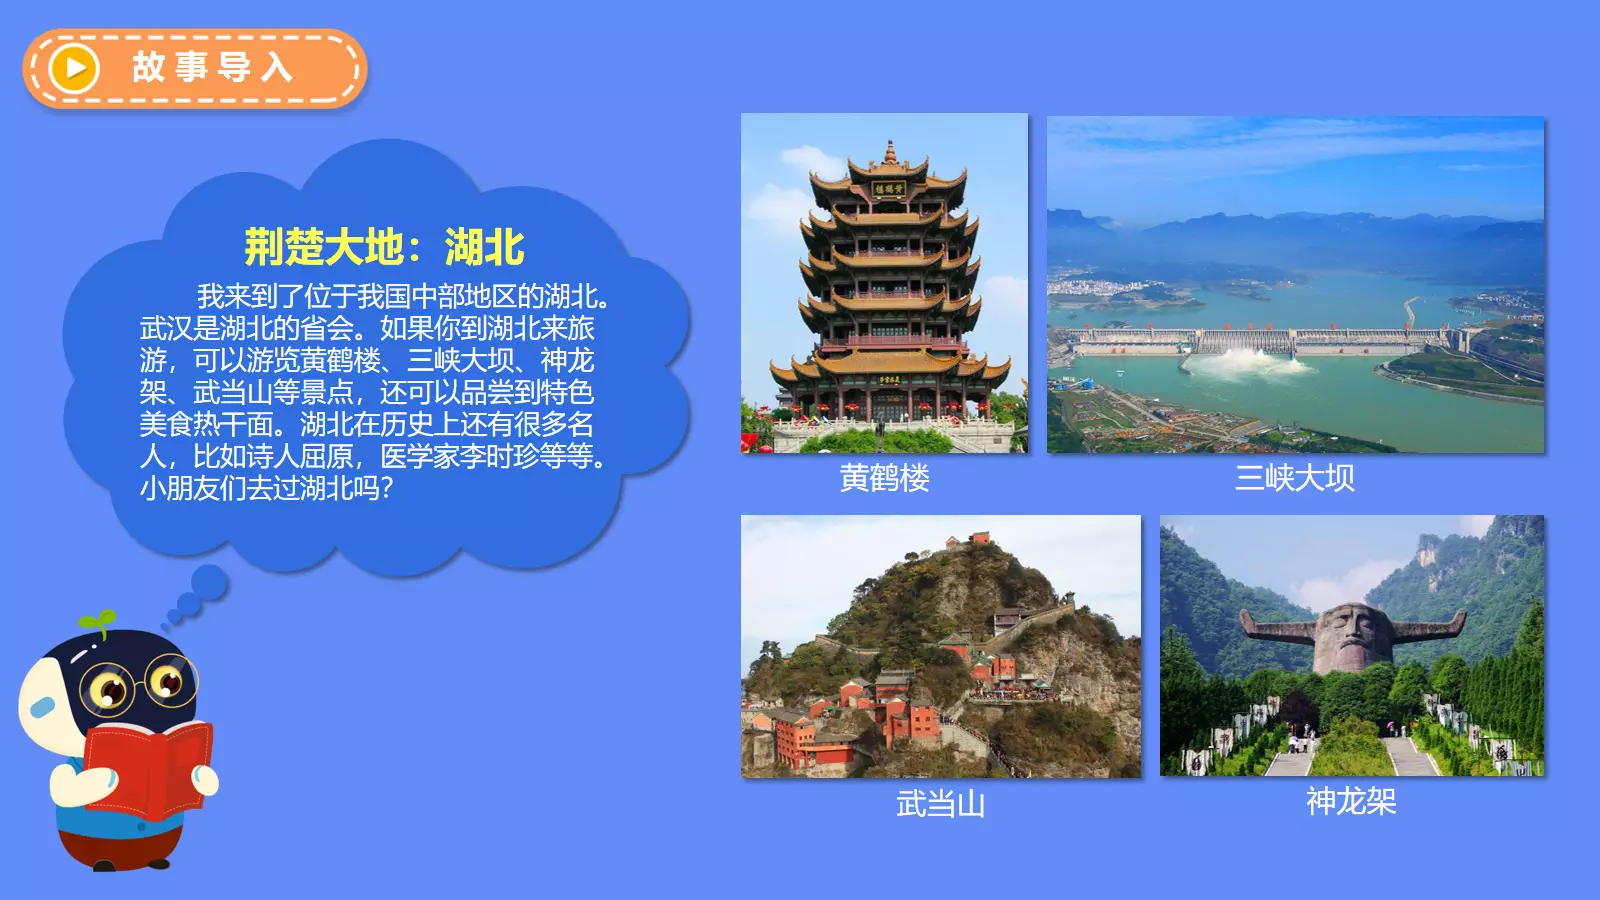 故事导入
荆楚大地：湖北
我来到了位于我国中部地区的湖北。
武汉是湖北的省会。如果你到湖北来旅
游，可以游览黄鹤楼、三峡大坝、神龙
架、武当山等景点，还可以品尝到特色
美食热干面。湖北在历史上还有很多名
人，比如诗人屈原，医学家李时珍等等。
小朋友们去过湖北吗？
黄鹤楼
三峡大坝
武当山
神龙架